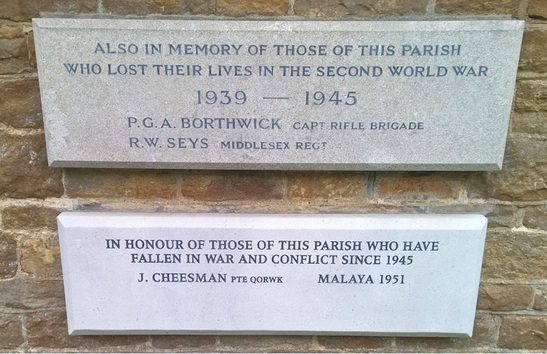 ALSO IN MEMORY OF THOSE OF THIS PARISH
WHO LOST THEIR LIVES IN THE SECOND WORLD WAR
1939 — 1945
P.G.A. BORTHWICK CAPT RIFLE BRIGADE
R.W. SEYS MIDDLESEX REGT
IN HONOUR OF THOSE OF THIS PARISH WHO HAVE
FALLEN IN WAR AND CONFLICT SINCE 1945
J. CHEESMAN PTE QORWK MALAYA 1951